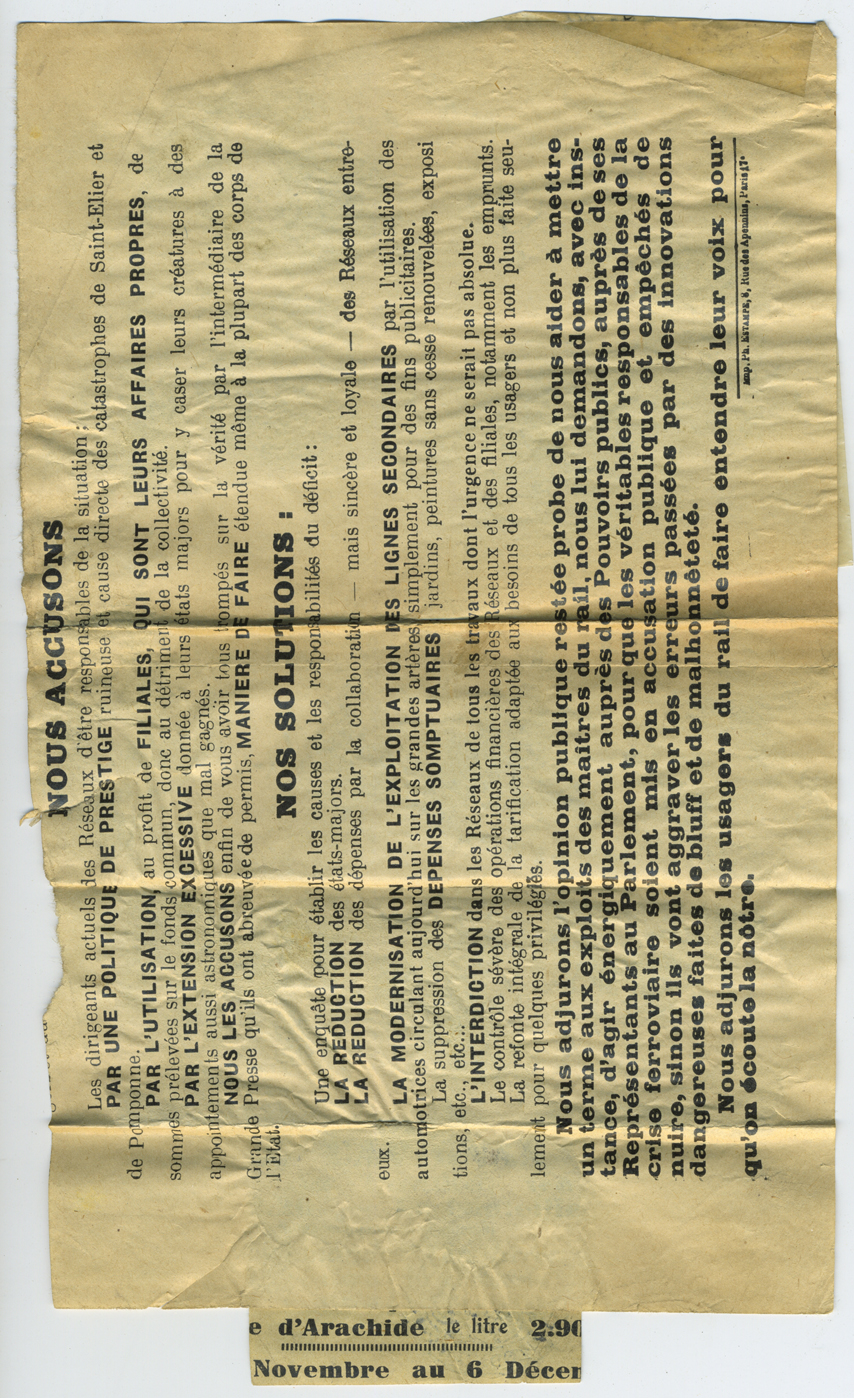 NOUS ACCUSONS
Les dirigeants actuels des Réseaux d'être responsables de la situation ;
PAR UNE POLITIQUE DE PRESTIGE ruineuse et cause directe des catastrophes de Saint-Elier et
de Pomponne.
PAR L'UTILISATION, au profit de FILIALES, QUI SONT LEURS AFFAIRES PROPRES, de
sommes prélevées sur le fonds commun, donc au détriment de la collectivité.
PAR L'EXTENSION EXCESSIVE donnée à leurs états majors pour y caser leurs créatures à des
appointements aussi astronomiques que mal gagnés.
NOUS LES ACCUSONS enfin de vous avoir tous trompés sur la vérité par l'intermédiaire de la
Grande Presse qu'ils ont abreuvée de permis, MANIERE DE FAIRE étendue même à la plupart des corps de
l'Etat.
NOS SOLUTIONS :
Une enquête pour établir les causes et les responsabilités du déficit :
LA RÉDUCTION des états-majors.
LA REDUCTION des dépenses par la collaboration — mais sincère et loyale — des Réseaux entre-
eux.
LA MODERNISATION DE L'EXPLOITATION DES LIGNES SECONDAIRES par l'utilisation des
automotrices circulant aujourd'hui sur les grandes artères simplement pour des fins publicitaires.
La suppression des DEPENSES SOMPTUAIRES jardins, peintures sans cesse renouvelées, exposi
tions, etc., etc...
L'INTERDICTION dans les Réseaux de tous les travaux dont l'urgence ne serait pas absolue.
Le contrôle sévère des opérations financières des Réseaux et des filiales, notamment les emprunts.
La refonte intégrale de la tarification adaptée aux besoins de tous les usagers et non plus faite seu-
lement pour quelques privilégiés.
Nous adjurons l'opinion publique restée probe de nous aider à mettre
un terme aux exploits des maîtres du rail, nous lui demandons, avec ins-
tance, d'agir énergiquement auprès des Pouvoirs publics, auprès de ses
Représentants au Parlement, pour que les véritables responsables de la
crise ferroviaire soient mis en accusation publique et empêchés de
nuire, sinon ils vont aggraver les erreurs passées par des innovations
dangereuses faites de bluff et de malhonnêteté.
Nous adjurons les usagers du rail de faire entendre leur voix pour
qu'on écoute la nôtre.
Imp. Ph. ESTAMPE, 8, Rue des Apennins, Paris 17e
e d'Arachide le litre 2.90
Novembre au 6 Décem